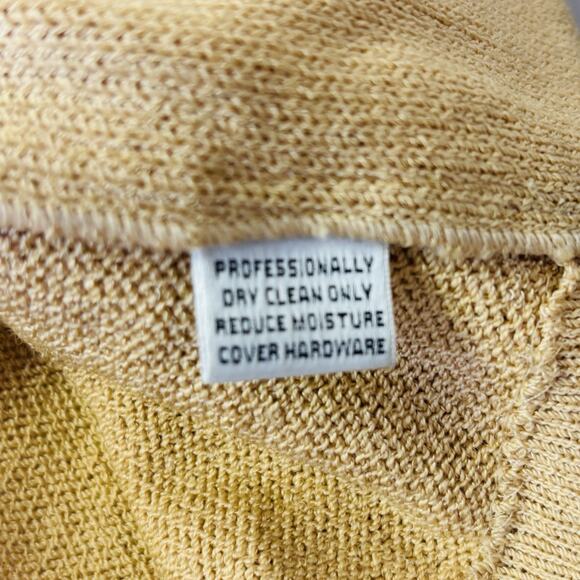 PROFESSIONALLY
DRY CLEAN ONLY
REDUCE MOISTURE
COVER HARDWARE